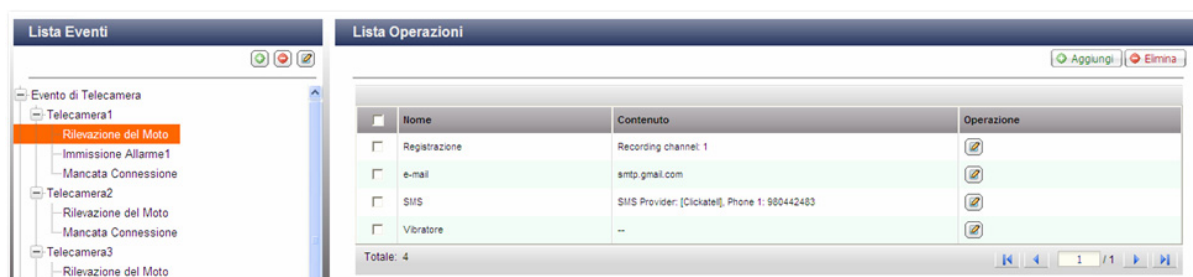 Lista Eventi
Evento di Telecamera
Telecamera1
Rilevazione del Moto
Immissione Allarme1
Mancata Connessione
Telecamera2
Rilevazione del Moto
Mancata Connessione
Telecamera3
Rilevazione del Moto
Lista Operazioni
Aggiungi Elimina
Nome Contenuto Operazione
Registrazione Recording channel: 1
e-mail smtp.gmail.com
SMS SMS Provider: [Clickatell], Phone 1: 980442483
Vibratore --
Totale: 4 1 /1